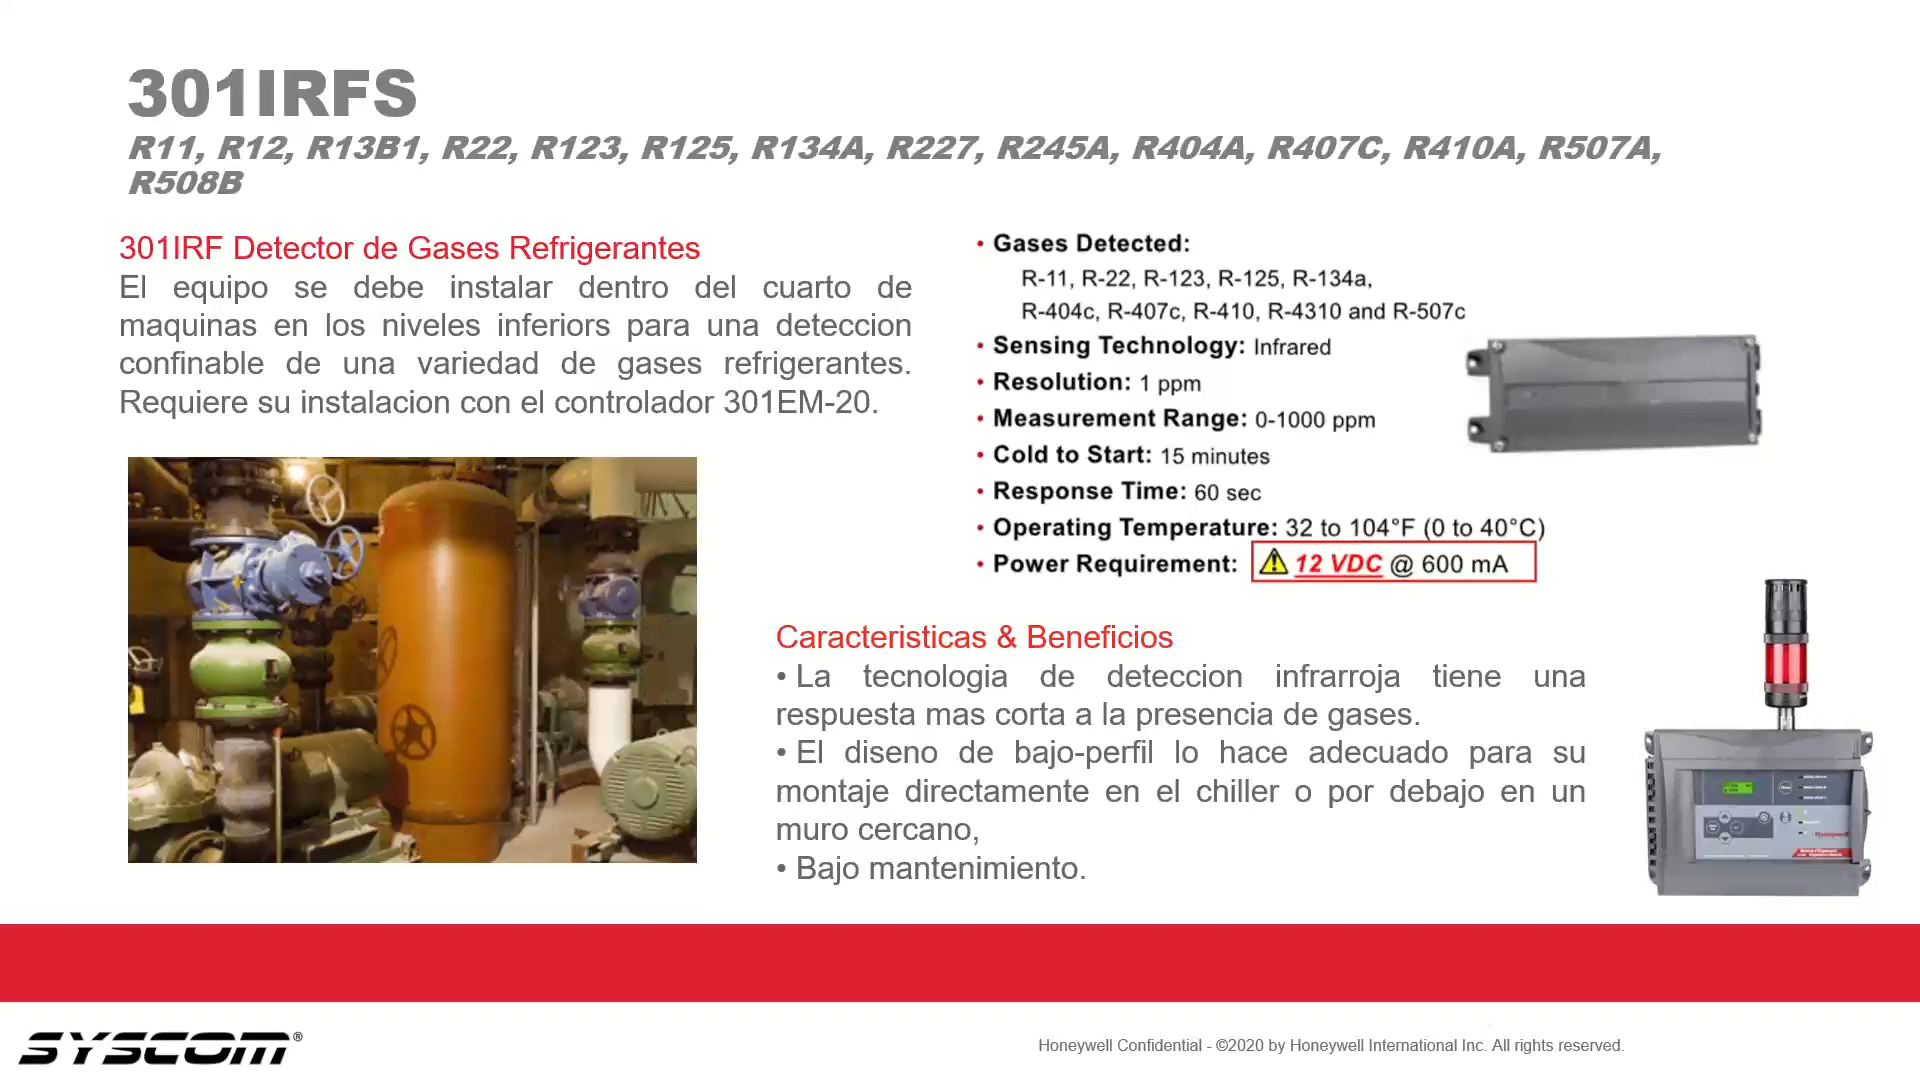 301IRFS
R11, R12, R13B1, R22, R123, R125, R134A, R227, R245A, R404A, R407C, R410A, R507A,
R508B
301IRF Detector de Gases Refrigerantes
El equipo se debe instalar dentro del cuarto de
maquinas en los niveles inferiors para una deteccion
confinable de una variedad de gases refrigerantes.
Requiere su instalacion con el controlador 301EM-20.
• Gases Detected:
R-11, R-22, R-123, R-125, R-134a,
R-404c, R-407c, R-410, R-4310 and R-507c
• Sensing Technology: Infrared
• Resolution: 1 ppm
• Measurement Range: 0-1000 ppm
• Cold to Start: 15 minutes
• Response Time: 60 sec
• Operating Temperature: 32 to 104°F (0 to 40°C)
• Power Requirement: 12 VDC @ 600 mA
Caracteristicas & Beneficios
• La tecnologia de deteccion infrarroja tiene una
respuesta mas corta a la presencia de gases.
• El diseno de bajo-perfil lo hace adecuado para su
montaje directamente en el chiller o por debajo en un
muro cercano,
• Bajo mantenimiento.
Honeywell
SYSCOM®
Honeywell Confidential - ©2020 by Honeywell International Inc. All rights reserved.